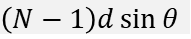 (N − 1)d sin θ